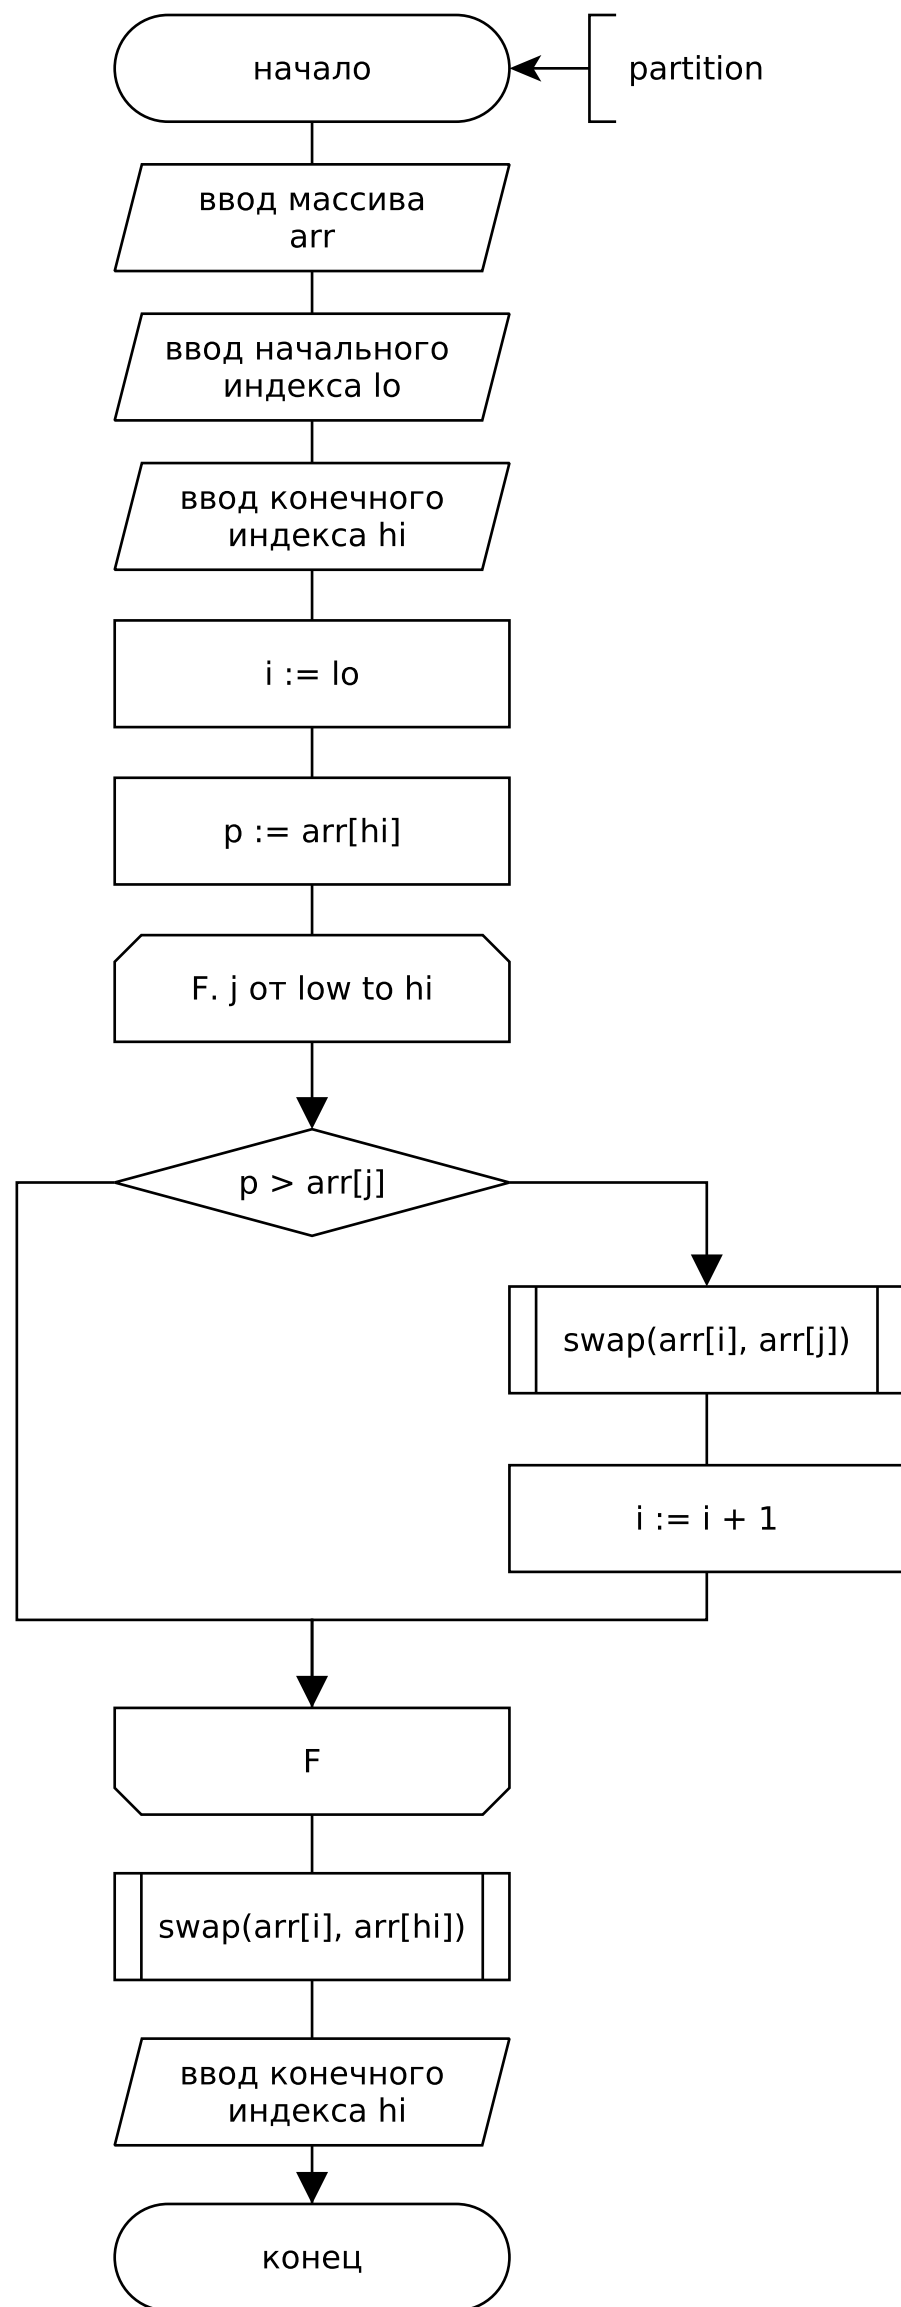 начало
partition
ввод массива
arr
ввод начального
индекса lo
ввод конечного
индекса hi
i := lo
p := arr[hi]
F. j от low to hi
p > arr[j]
swap(arr[i], arr[j])
i := i + 1
F
swap(arr[i], arr[hi])
ввод конечного
индекса hi
конец